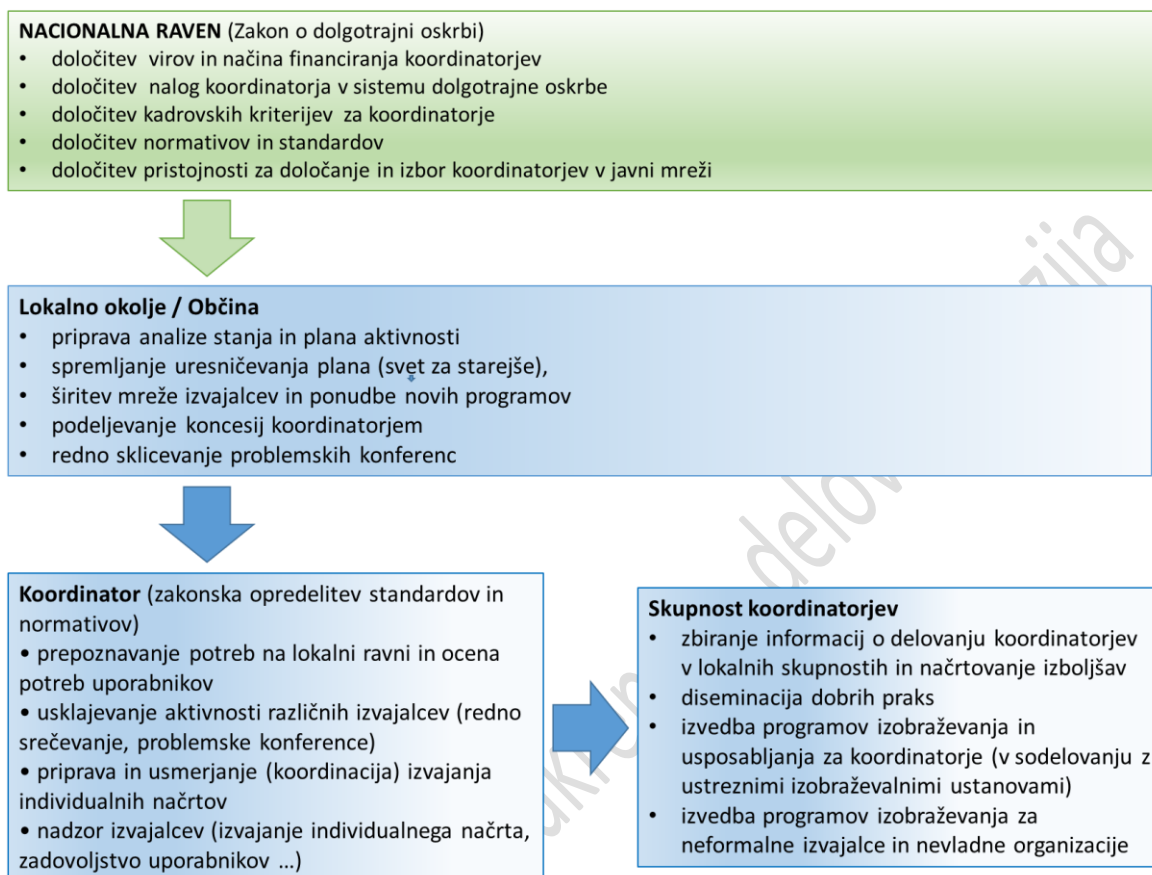 NACIONALNA RAVEN (Zakon o dolgotrajni oskrbi)
• določitev virov in načina financiranja koordinatorjev
• določitev nalog koordinatorja v sistemu dolgotrajne oskrbe
• določitev kadrovskih kriterijev za koordinatorje
• določitev normativov in standardov
• določitev pristojnosti za določanje in izbor koordinatorjev v javni mreži
Lokalno okolje / Občina
• priprava analize stanja in plana aktivnosti
• spremljanje uresničevanja plana (svet za starejše),
• širitev mreže izvajalcev in ponudbe novih programov
• podeljevanje koncesij koordinatorjem
• redno sklicevanje problemskih konferenc
Koordinator (zakonska opredelitev standardov in
normativov)
• prepoznavanje potreb na lokalni ravni in ocena
potreb uporabnikov
• usklajevanje aktivnosti različnih izvajalcev (redno
srečevanje, problemske konference)
• priprava in usmerjanje (koordinacija) izvajanja
individualnih načrtov
• nadzor izvajalcev (izvajanje individualnega načrta,
zadovoljstvo uporabnikov ...)
Skupnost koordinatorjev
• zbiranje informacij o delovanju koordinatorjev
v lokalnih skupnostih in načrtovanje izboljšav
• diseminacija dobrih praks
• izvedba programov izobraževanja in
usposabljanja za koordinatorje (v sodelovanju z
ustreznimi izobraževalnimi ustanovami)
• izvedba programov izobraževanja za
neformalne izvajalce in nevladne organizacije